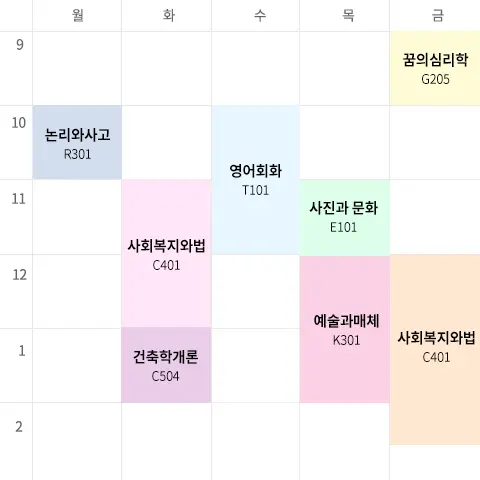 월 화 수 목 금
9
꿈의심리학
G205
10
논리와사고
R301
영어회화
T101
11
사진과 문화
E101
사회복지와법
C401
12
예술과매체
K301
사회복지와법
C401
1
건축학개론
C504
2